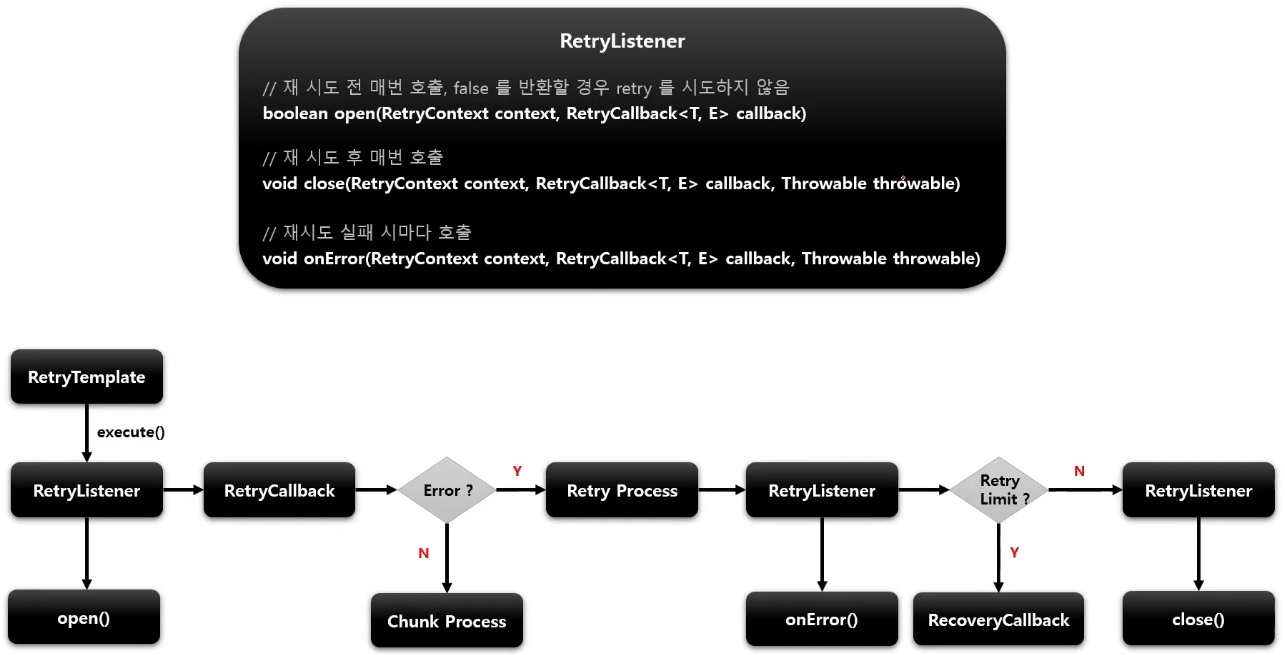 RetryListener
// 재 시도 전 매번 호출, false 를 반환할 경우 retry 를 시도하지 않음
boolean open(RetryContext context, RetryCallback<T, E> callback)
// 재 시도 후 매번 호출
void close(RetryContext context, RetryCallback<T, E> callback, Throwable throwable)
// 재시도 실패 시마다 호출
void onError(RetryContext context, RetryCallback<T, E> callback, Throwable throwable)
RetryTemplate
execute()
RetryListener
RetryCallback
Error ?
Y
Retry Process
RetryListener
Retry
Limit ?
N
RetryListener
N
Y
open()
Chunk Process
onError()
RecoveryCallback
close()